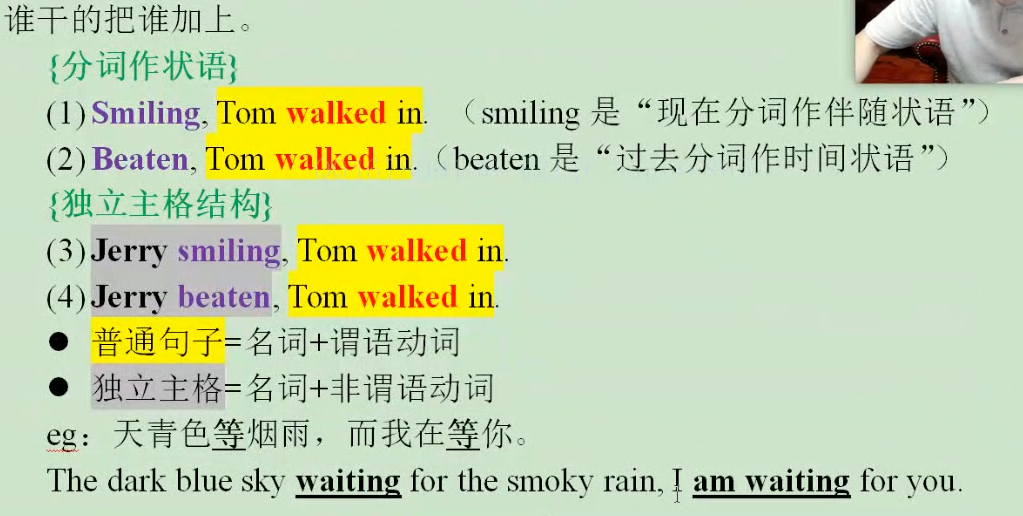 谁干的把谁加上。
{分词作状语}
(1) Smiling, Tom walked in. （smiling 是“现在分词作伴随状语”）
(2) Beaten, Tom walked in.（beaten 是“过去分词作时间状语”）
{独立主格结构}
(3) Jerry smiling, Tom walked in.
(4) Jerry beaten, Tom walked in.
● 普通句子=名词+谓语动词
● 独立主格=名词+非谓语动词
eg：天青色等烟雨，而我在等你。
The dark blue sky waiting for the smoky rain, I am waiting for you.